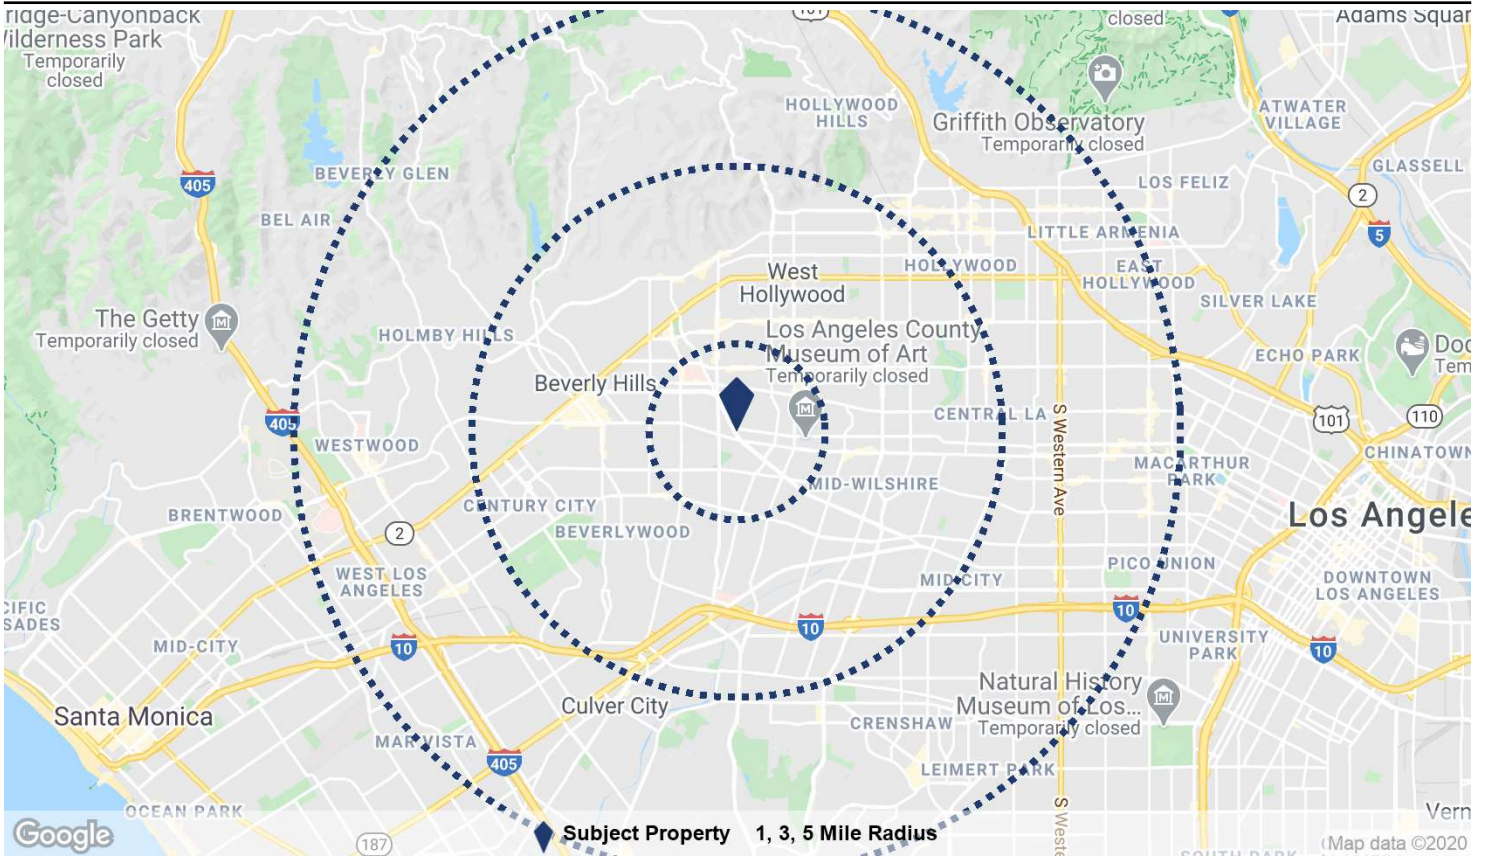 ridge-Canyonback
Wilderness Park
Temporarily
closed
101
closed
Adams Squar
HOLLYWOOD
HILLS
Griffith Observatory
Temporarily closed
ATWATER
VILLAGE
GLASSELL
405
BEVERLY GLEN
LOS FELIZ
2
BEL AIR
LITTLE ARMENIA
5
West
Hollywood
HOLLYWOOD
EAST
HOLLYWOOD
SILVER LAKE
The Getty
Temporarily closed
HOLMBY HILLS
Los Angeles County
Museum of Art
Temporarily closed
ECHO PARK
Dod
Tem
Beverly Hills
CENTRAL LA
S Western Ave
101
110
405
WESTWOOD
CHINATOWN
MACARTHUR
PARK
MID-WILSHIRE
BRENTWOOD
CENTURY CITY
2
BEVERLYWOOD
Los Angele
WEST LOS
ANGELES
MID CITY
PICO UNION
DOWNTOWN
LOS ANGELES
CIFIC
SADES
10
10
MID-CITY
10
UNIVERSITY
PARK
10
Santa Monica
Culver City
Natural History
Museum of Los...
Temporarily closed
CRENSHAW
MAR VISTA
405
LEIMERT PARK
OCEAN PARK
S Weste
Vern
Google
187
Subject Property 1, 3, 5 Mile Radius
Map data ©2020
SOUTH PARK